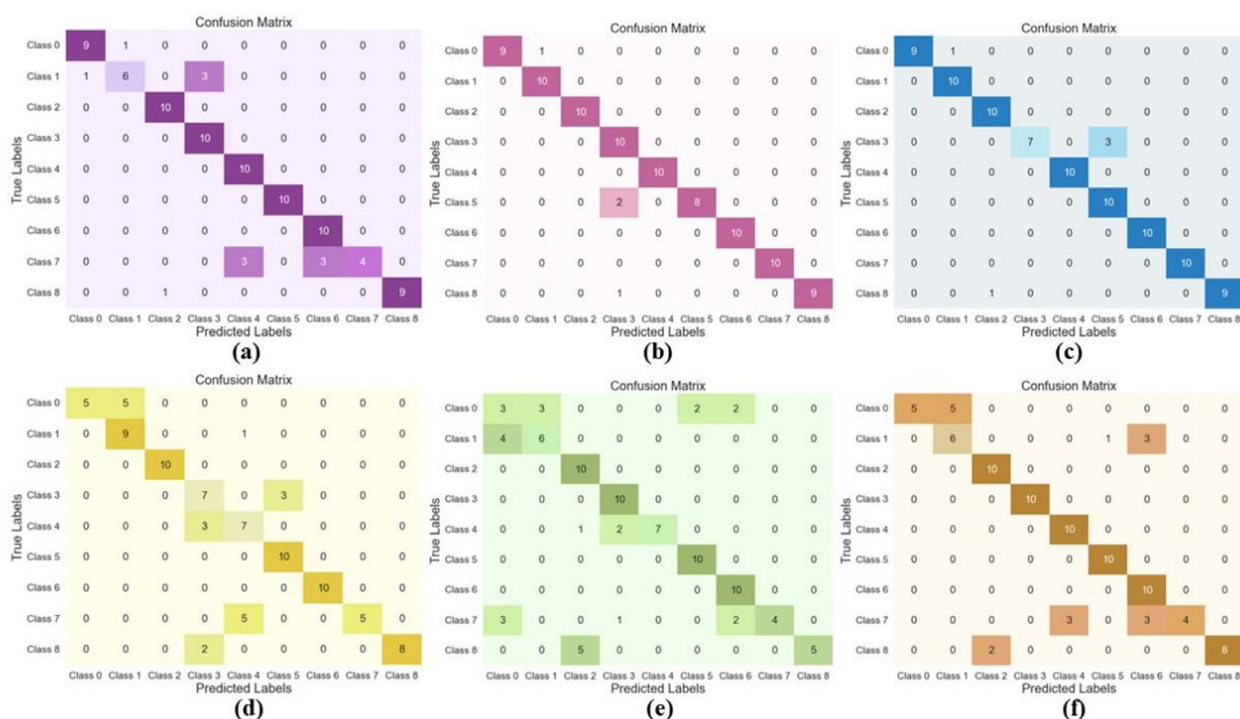 Confusion Matrix
True Labels
Class 0 9 1 0 0 0 0 0 0 0
Class 1 1 6 0 3 0 0 0 0 0
Class 2 0 0 10 0 0 0 0 0 0
Class 3 0 0 0 10 0 0 0 0 0
Class 4 0 0 0 0 10 0 0 0 0
Class 5 0 0 0 0 0 10 0 0 0
Class 6 0 0 0 0 0 0 10 0 0
Class 7 0 0 0 0 3 0 3 4 0
Class 8 0 0 1 0 0 0 0 0 9
Class 0 Class 1 Class 2 Class 3 Class 4 Class 5 Class 6 Class 7 Class 8
Predicted Labels
(a)
Confusion Matrix
True Labels
Class 0 9 1 0 0 0 0 0 0 0
Class 1 0 10 0 0 0 0 0 0 0
Class 2 0 0 10 0 0 0 0 0 0
Class 3 0 0 0 10 0 0 0 0 0
Class 4 0 0 0 0 10 0 0 0 0
Class 5 0 0 0 2 0 8 0 0 0
Class 6 0 0 0 0 0 0 10 0 0
Class 7 0 0 0 0 0 0 0 10 0
Class 8 0 0 0 1 0 0 0 0 9
Class 0 Class 1 Class 2 Class 3 Class 4 Class 5 Class 6 Class 7 Class 8
Predicted Labels
(b)
Confusion Matrix
True Labels
Class 0 9 1 0 0 0 0 0 0 0
Class 1 0 10 0 0 0 0 0 0 0
Class 2 0 0 10 0 0 0 0 0 0
Class 3 0 0 0 7 0 3 0 0 0
Class 4 0 0 0 0 10 0 0 0 0
Class 5 0 0 0 0 0 10 0 0 0
Class 6 0 0 0 0 0 0 10 0 0
Class 7 0 0 0 0 0 0 0 10 0
Class 8 0 0 1 0 0 0 0 0 9
Class 0 Class 1 Class 2 Class 3 Class 4 Class 5 Class 6 Class 7 Class 8
Predicted Labels
(c)
Confusion Matrix
True Labels
Class 0 5 5 0 0 0 0 0 0 0
Class 1 0 9 0 0 1 0 0 0 0
Class 2 0 0 10 0 0 0 0 0 0
Class 3 0 0 0 7 0 3 0 0 0
Class 4 0 0 0 3 7 0 0 0 0
Class 5 0 0 0 0 0 10 0 0 0
Class 6 0 0 0 0 0 0 10 0 0
Class 7 0 0 0 0 5 0 0 5 0
Class 8 0 0 0 2 0 0 0 0 8
Class 0 Class 1 Class 2 Class 3 Class 4 Class 5 Class 6 Class 7 Class 8
Predicted Labels
(d)
Confusion Matrix
True Labels
Class 0 3 3 0 0 0 2 2 0 0
Class 1 4 6 0 0 0 0 0 0 0
Class 2 0 0 10 0 0 0 0 0 0
Class 3 0 0 0 10 0 0 0 0 0
Class 4 0 0 1 2 7 0 0 0 0
Class 5 0 0 0 0 0 10 0 0 0
Class 6 0 0 0 0 0 0 10 0 0
Class 7 3 0 0 1 0 0 2 4 0
Class 8 0 0 5 0 0 0 0 0 5
Class 0 Class 1 Class 2 Class 3 Class 4 Class 5 Class 6 Class 7 Class 8
Predicted Labels
(e)
Confusion Matrix
True Labels
Class 0 5 5 0 0 0 0 0 0 0
Class 1 0 6 0 0 0 1 3 0 0
Class 2 0 0 10 0 0 0 0 0 0
Class 3 0 0 0 10 0 0 0 0 0
Class 4 0 0 0 0 10 0 0 0 0
Class 5 0 0 0 0 0 10 0 0 0
Class 6 0 0 0 0 0 0 10 0 0
Class 7 0 0 0 0 3 0 3 4 0
Class 8 0 0 2 0 0 0 0 0 8
Class 0 Class 1 Class 2 Class 3 Class 4 Class 5 Class 6 Class 7 Class 8
Predicted Labels
(f)